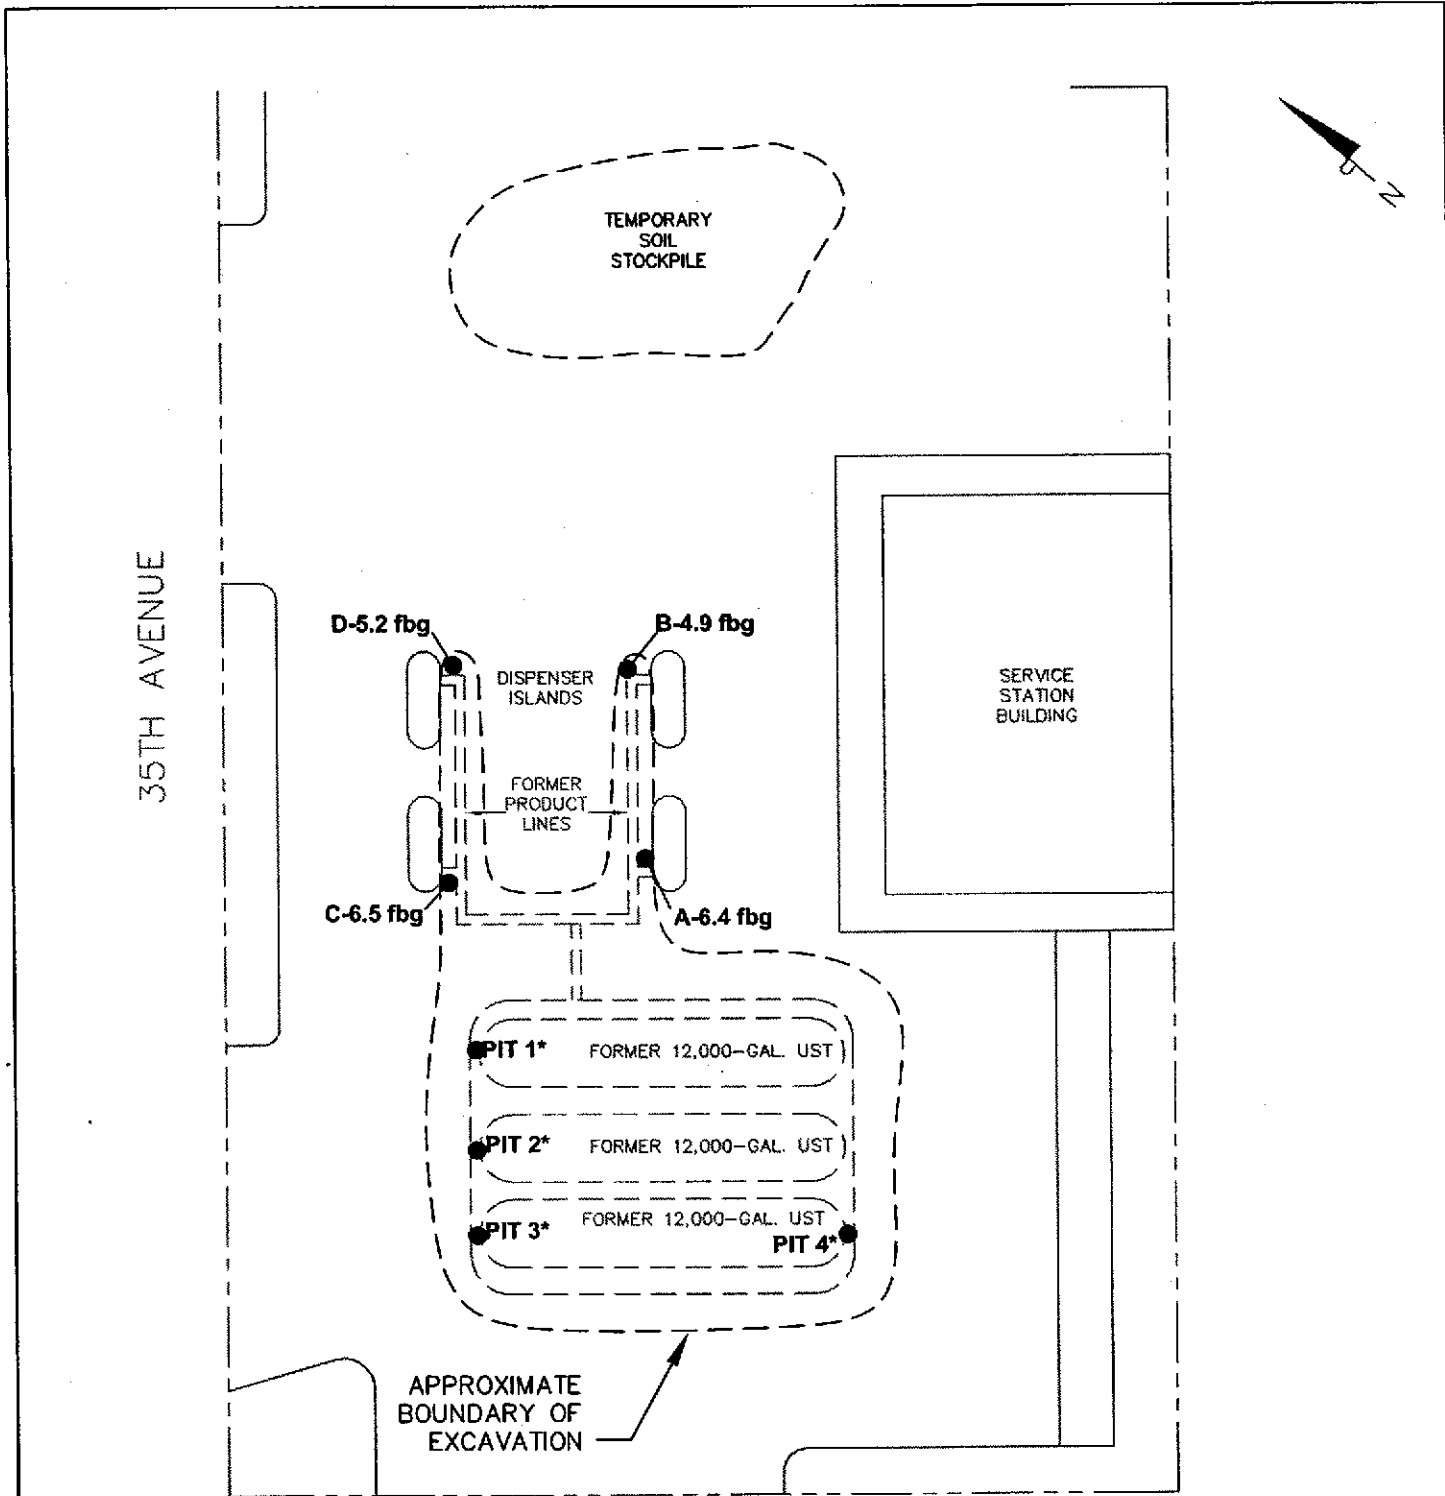 N
TEMPORARY
SOIL
STOCKPILE
35TH AVENUE
D-5.2 fbg
B-4.9 fbg
DISPENSER
ISLANDS
SERVICE
STATION
BUILDING
FORMER
PRODUCT
LINES
C-6.5 fbg
A-6.4 fbg
PIT 1*
FORMER 12,000-GAL. UST
PIT 2*
FORMER 12,000-GAL. UST
PIT 3*
FORMER 12,000-GAL. UST
PIT 4*
APPROXIMATE
BOUNDARY OF
EXCAVATION